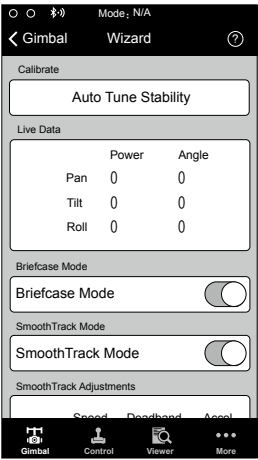 Mode: N/A
Gimbal Wizard ?
Calibrate
Auto Tune Stability
Live Data
Power Angle
Pan 0 0
Tilt 0 0
Roll 0 0
Briefcase Mode
Briefcase Mode
SmoothTrack Mode
SmoothTrack Mode
SmoothTrack Adjustments
Speed Deadband Accel
Gimbal Control Viewer More